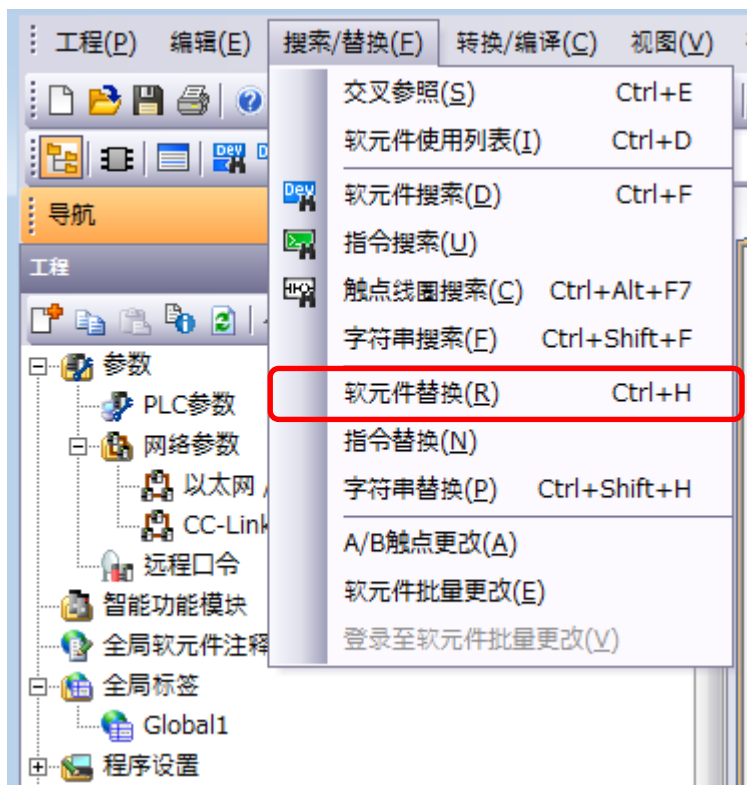 工程(P) 编辑(E) 搜索/替换(F) 转换/编译(C) 视图(V)
交叉参照(S) Ctrl+E
软元件使用列表(I) Ctrl+D
软元件搜索(D) Ctrl+F
指令搜索(U)
触点线圈搜索(C) Ctrl+Alt+F7
字符串搜索(F) Ctrl+Shift+F
软元件替换(R) Ctrl+H
指令替换(N)
字符串替换(P) Ctrl+Shift+H
A/B触点更改(A)
软元件批量更改(E)
登录至软元件批量更改(V)
导航
工程
参数
PLC参数
网络参数
以太网 /
CC-Link
远程口令
智能功能模块
全局软元件注释
全局标签
Global1
程序设置